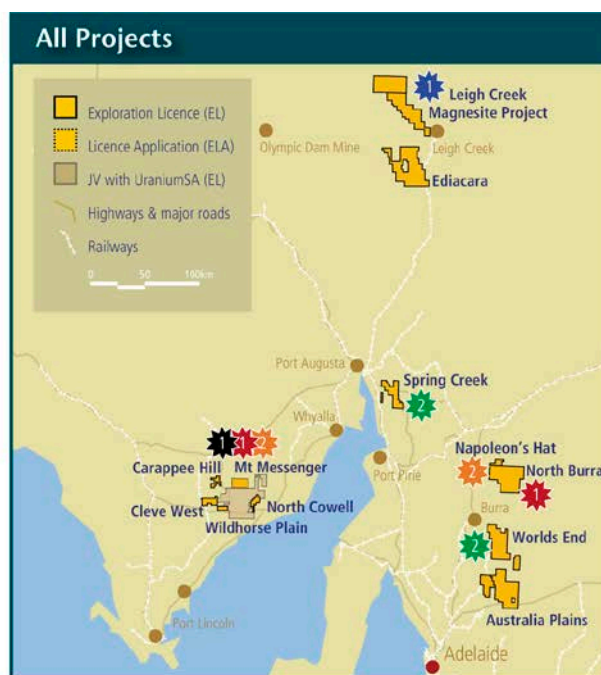 All Projects
Exploration Licence (EL)
Licence Application (ELA)
JV with UraniumSA (EL)
Highways & major roads
Railways
0 50 100 160km
1
Leigh Creek
Magnesite Project
Olympic Dam Mine
Leigh Creek
Ediacara
Port Augusta
Spring Creek
2
Whyalla
1 1 2
Carappee Hill Mt Messenger
Port Pirie
Napoleon's Hat
2
North Burra
1
Cleve West
North Cowell
Wildhorse Plain
Burra
2
Worlds End
Australia Plains
Port Lincoln
Adelaide